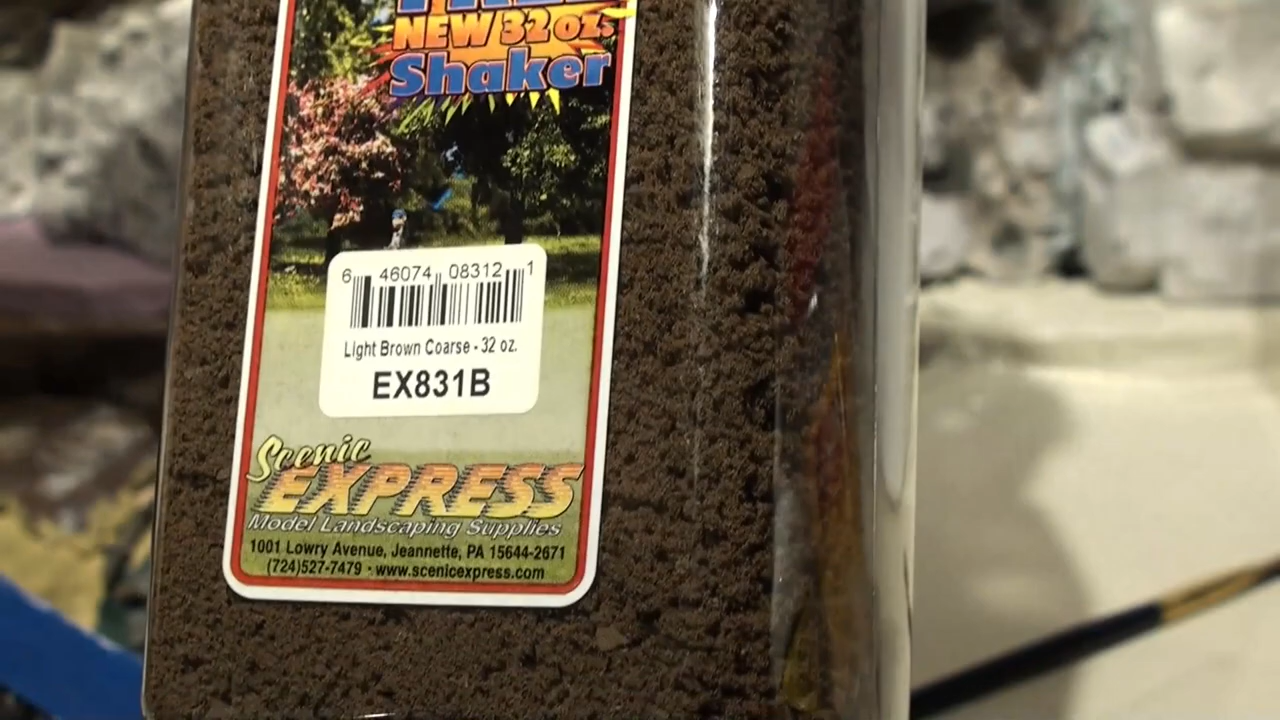 NEW 32 oz.
Shaker
6 46074 08312 1
Light Brown Coarse - 32 oz.
EX831B
Scenic
EXPRESS
Model Landscaping Supplies
1001 Lowry Avenue, Jeannette, PA 15644-2671
(724)527-7479 · www.scenicexpress.com